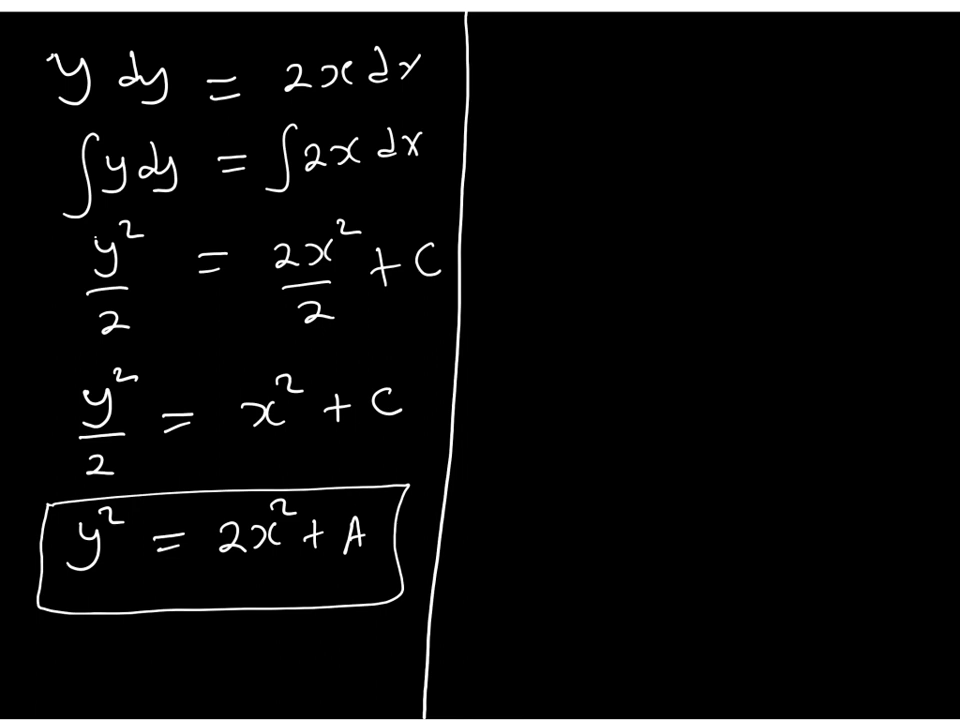 y dy = 2x dx
∫y dy = ∫2x dx
y²/2 = 2x²/2 + C
y²/2 = x² + C
y² = 2x² + A